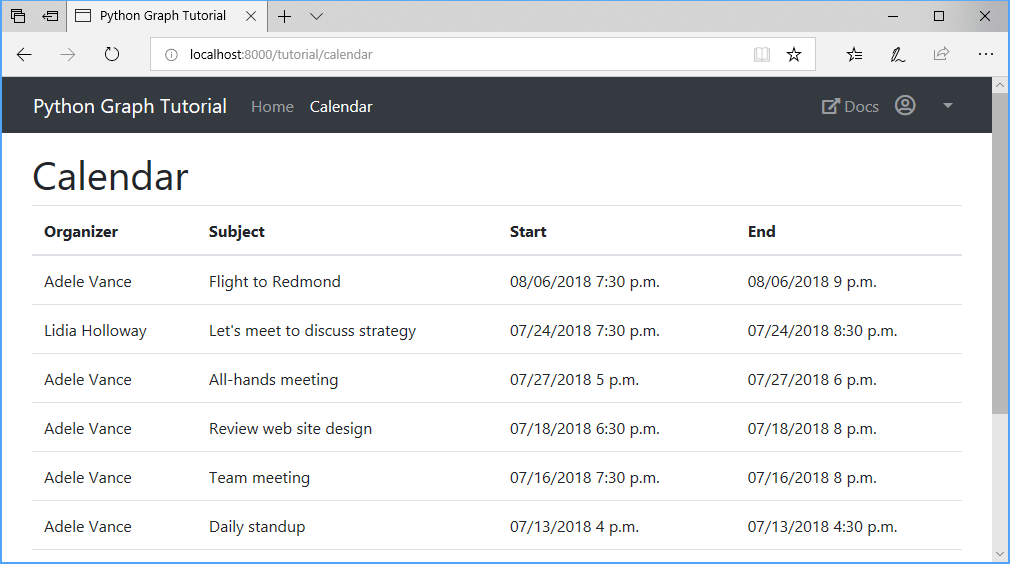 Python Graph Tutorial
localhost:8000/tutorial/calendar
Python Graph Tutorial Home Calendar Docs
Calendar
Organizer Subject Start End
Adele Vance Flight to Redmond 08/06/2018 7:30 p.m. 08/06/2018 9 p.m.
Lidia Holloway Let's meet to discuss strategy 07/24/2018 7:30 p.m. 07/24/2018 8:30 p.m.
Adele Vance All-hands meeting 07/27/2018 5 p.m. 07/27/2018 6 p.m.
Adele Vance Review web site design 07/18/2018 6:30 p.m. 07/18/2018 8 p.m.
Adele Vance Team meeting 07/16/2018 7:30 p.m. 07/16/2018 8 p.m.
Adele Vance Daily standup 07/13/2018 4 p.m. 07/13/2018 4:30 p.m.